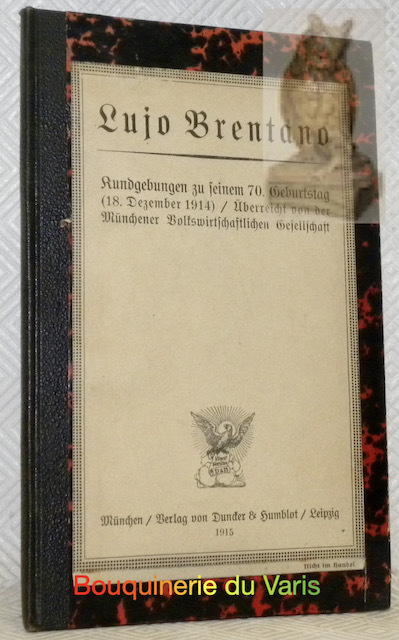 Lujo Brentano
Kundgebungen zu seinem 70. Geburtstag
(18. Dezember 1914) / Überreicht von der
Münchener Volkswirtschaftlichen Gesellschaft
München / Verlag von Duncker & Humblot / Leipzig
1915
Nicht im Handel
Bouquinerie du Varis